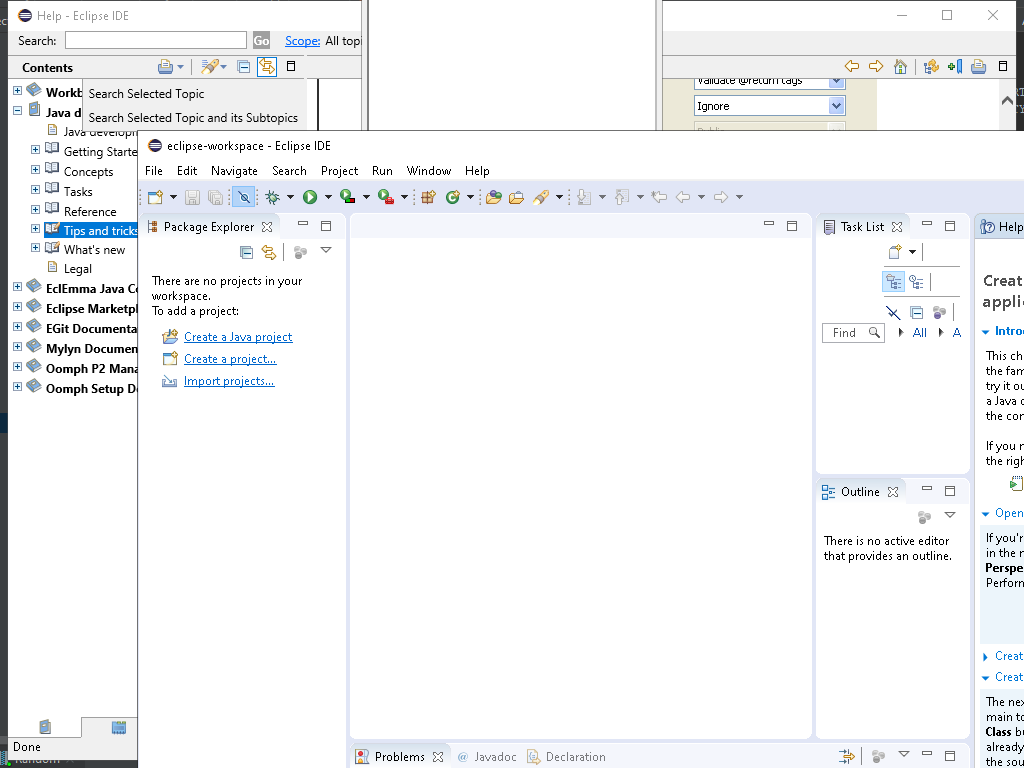 Help - Eclipse IDE
Search:
Go
Scope: All topi
Contents
Search Selected Topic
Search Selected Topic and its Subtopics
Validate @return tags
Ignore
Workb
Java d
Java developm
Getting Starte
Concepts
Tasks
Reference
Tips and tricks
What's new
Legal
EclEmma Java Co
Eclipse Marketpl
EGit Documenta
Mylyn Documen
Oomph P2 Mana
Oomph Setup Do
Done
eclipse-workspace - Eclipse IDE
File Edit Navigate Search Project Run Window Help
Package Explorer
There are no projects in your
workspace.
To add a project:
Create a Java project
Create a project...
Import projects...
Task List
Find
All
A
Outline
There is no active editor
that provides an outline.
Help
Creat
appli
Intro
This ch
the fam
try it ou
a Java d
the con
If you n
the righ
Open
If you'r
in the n
Perspe
Perform
Creat
Creat
The nex
main to
Class bu
already
the sou
Problems
@ Javadoc
Declaration
Random